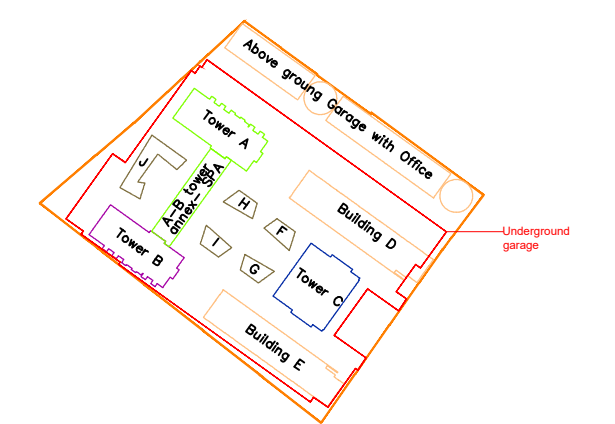 Above groung Garage with Office
Tower A
J
A-B tower
annex- SPA
H
F
Building D
I
G
Underground
garage
Tower B
Tower C
Building E